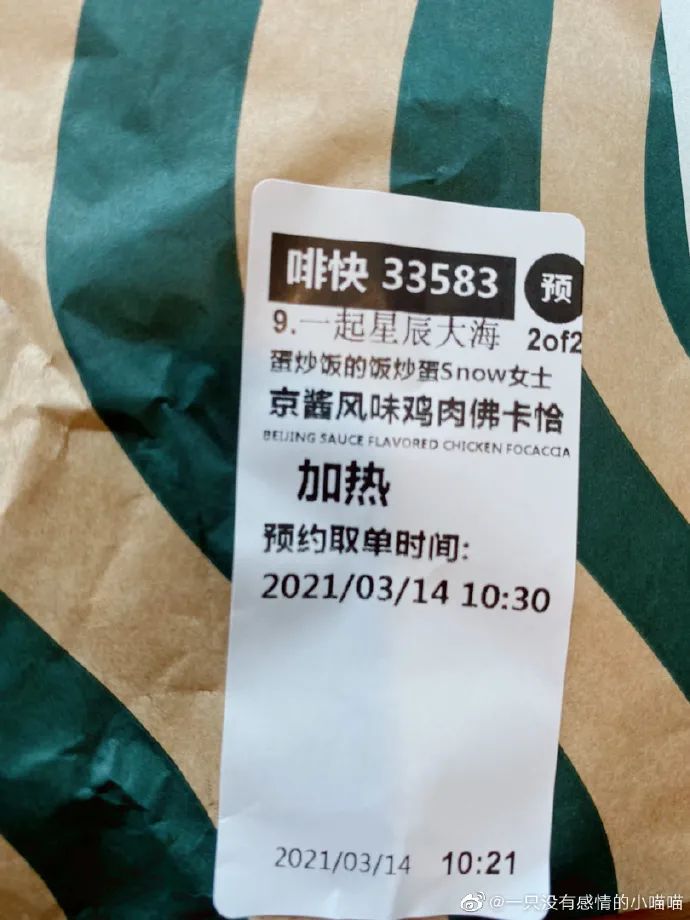 啡快 33583 预
9.一起星辰大海 2of2
蛋炒饭的饭炒蛋Snow女士
京酱风味鸡肉佛卡恰
BEIJING SAUCE FLAVORED CHICKEN FOCACCIA
加热
预约取单时间:
2021/03/14 10:30
2021/03/14 10:21
@一只没有感情的小喵喵